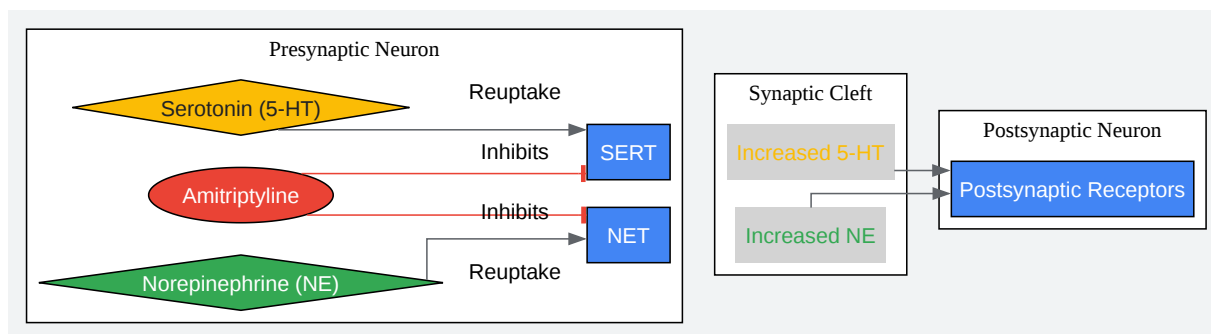 Presynaptic Neuron
Serotonin (5-HT)
Reuptake
SERT
Inhibits
Amitriptyline
Inhibits
NET
Norepinephrine (NE)
Reuptake
Synaptic Cleft
Increased 5-HT
Increased NE
Postsynaptic Neuron
Postsynaptic Receptors